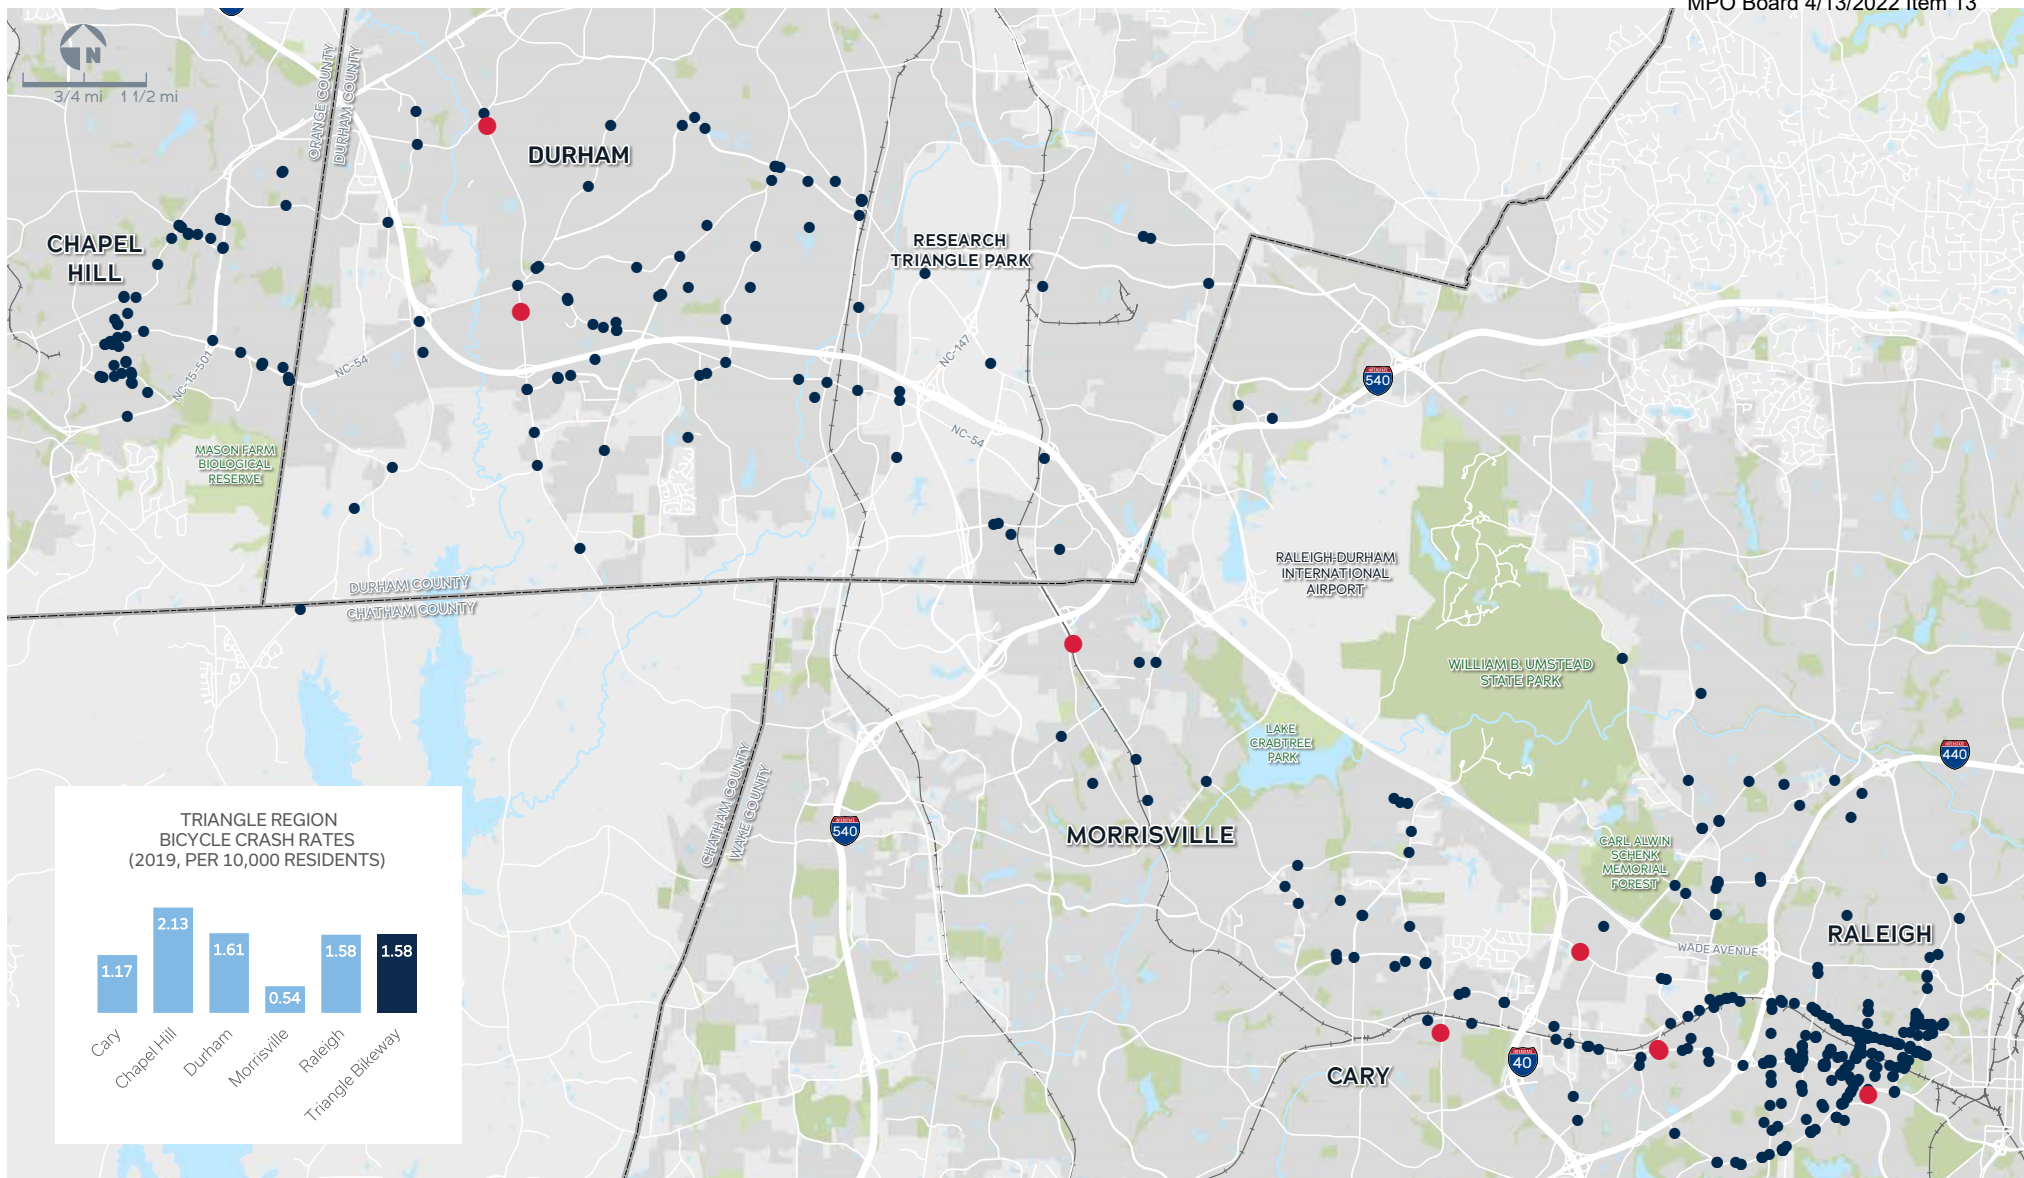 MPO Board 4/13/2022 Item 13
N
3/4 mi 1 1/2 mi
ORANGE COUNTY
DURHAM COUNTY
DURHAM
CHAPEL
HILL
RESEARCH
TRIANGLE PARK
NC-147
NC-54
NC-15-501
NC-54
INTERSTATE
540
MASON FARM
BIOLOGICAL
RESERVE
RALEIGH-DURHAM
INTERNATIONAL
AIRPORT
DURHAM COUNTY
CHATHAM COUNTY
WILLIAM B. UMSTEAD
STATE PARK
LAKE
CRABTREE
PARK
INTERSTATE
440
CHATHAM COUNTY
WAKE COUNTY
INTERSTATE
540
MORRISVILLE
CARL ALWIN
SCHENK
MEMORIAL
FOREST
RALEIGH
WADE AVENUE
INTERSTATE
40
CARY
TRIANGLE REGION
BICYCLE CRASH RATES
(2019, PER 10,000 RESIDENTS)
1.17
2.13
1.61
0.54
1.58
1.58
Cary
Chapel Hill
Durham
Morrisville
Raleigh
Triangle Bikeway